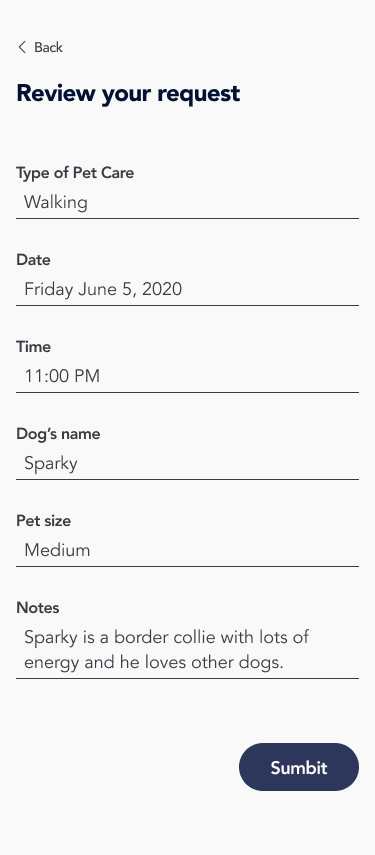 Back
Review your request
Type of Pet Care
Walking
Date
Friday June 5, 2020
Time
11:00 PM
Dog’s name
Sparky
Pet size
Medium
Notes
Sparky is a border collie with lots of
energy and he loves other dogs.
Sumbit